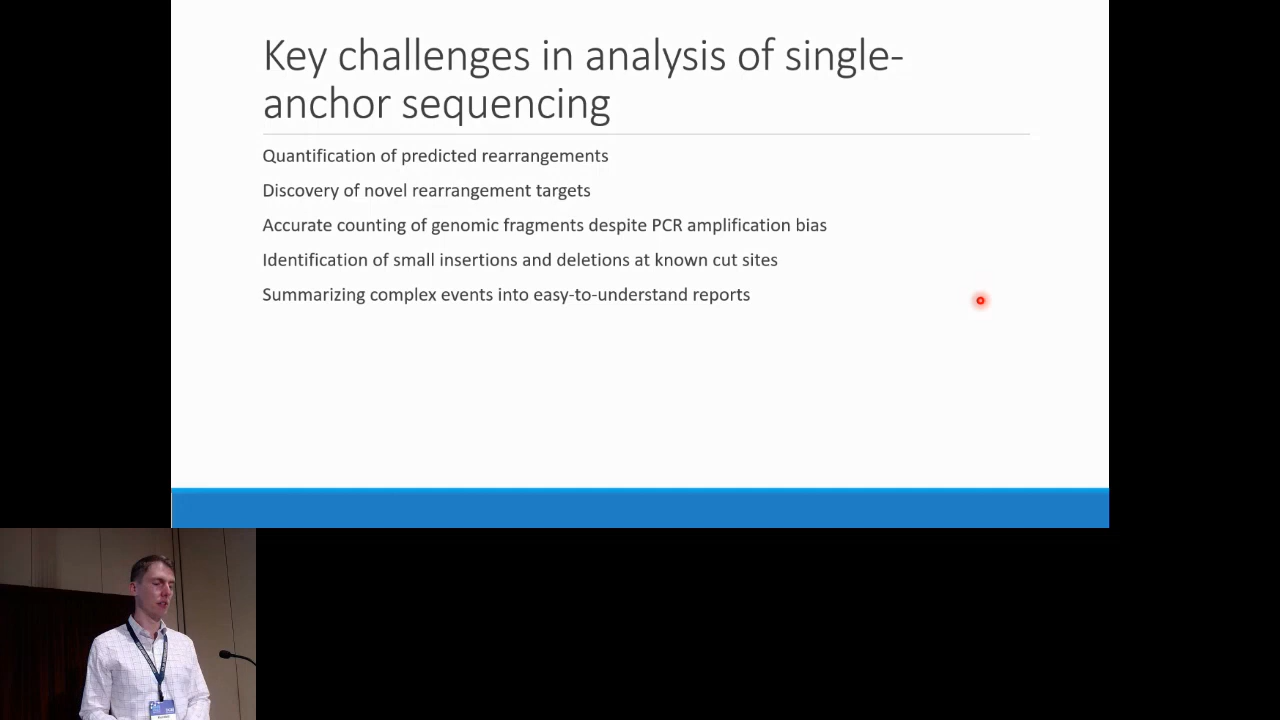 Key challenges in analysis of single-
anchor sequencing
Quantification of predicted rearrangements
Discovery of novel rearrangement targets
Accurate counting of genomic fragments despite PCR amplification bias
Identification of small insertions and deletions at known cut sites
Summarizing complex events into easy-to-understand reports